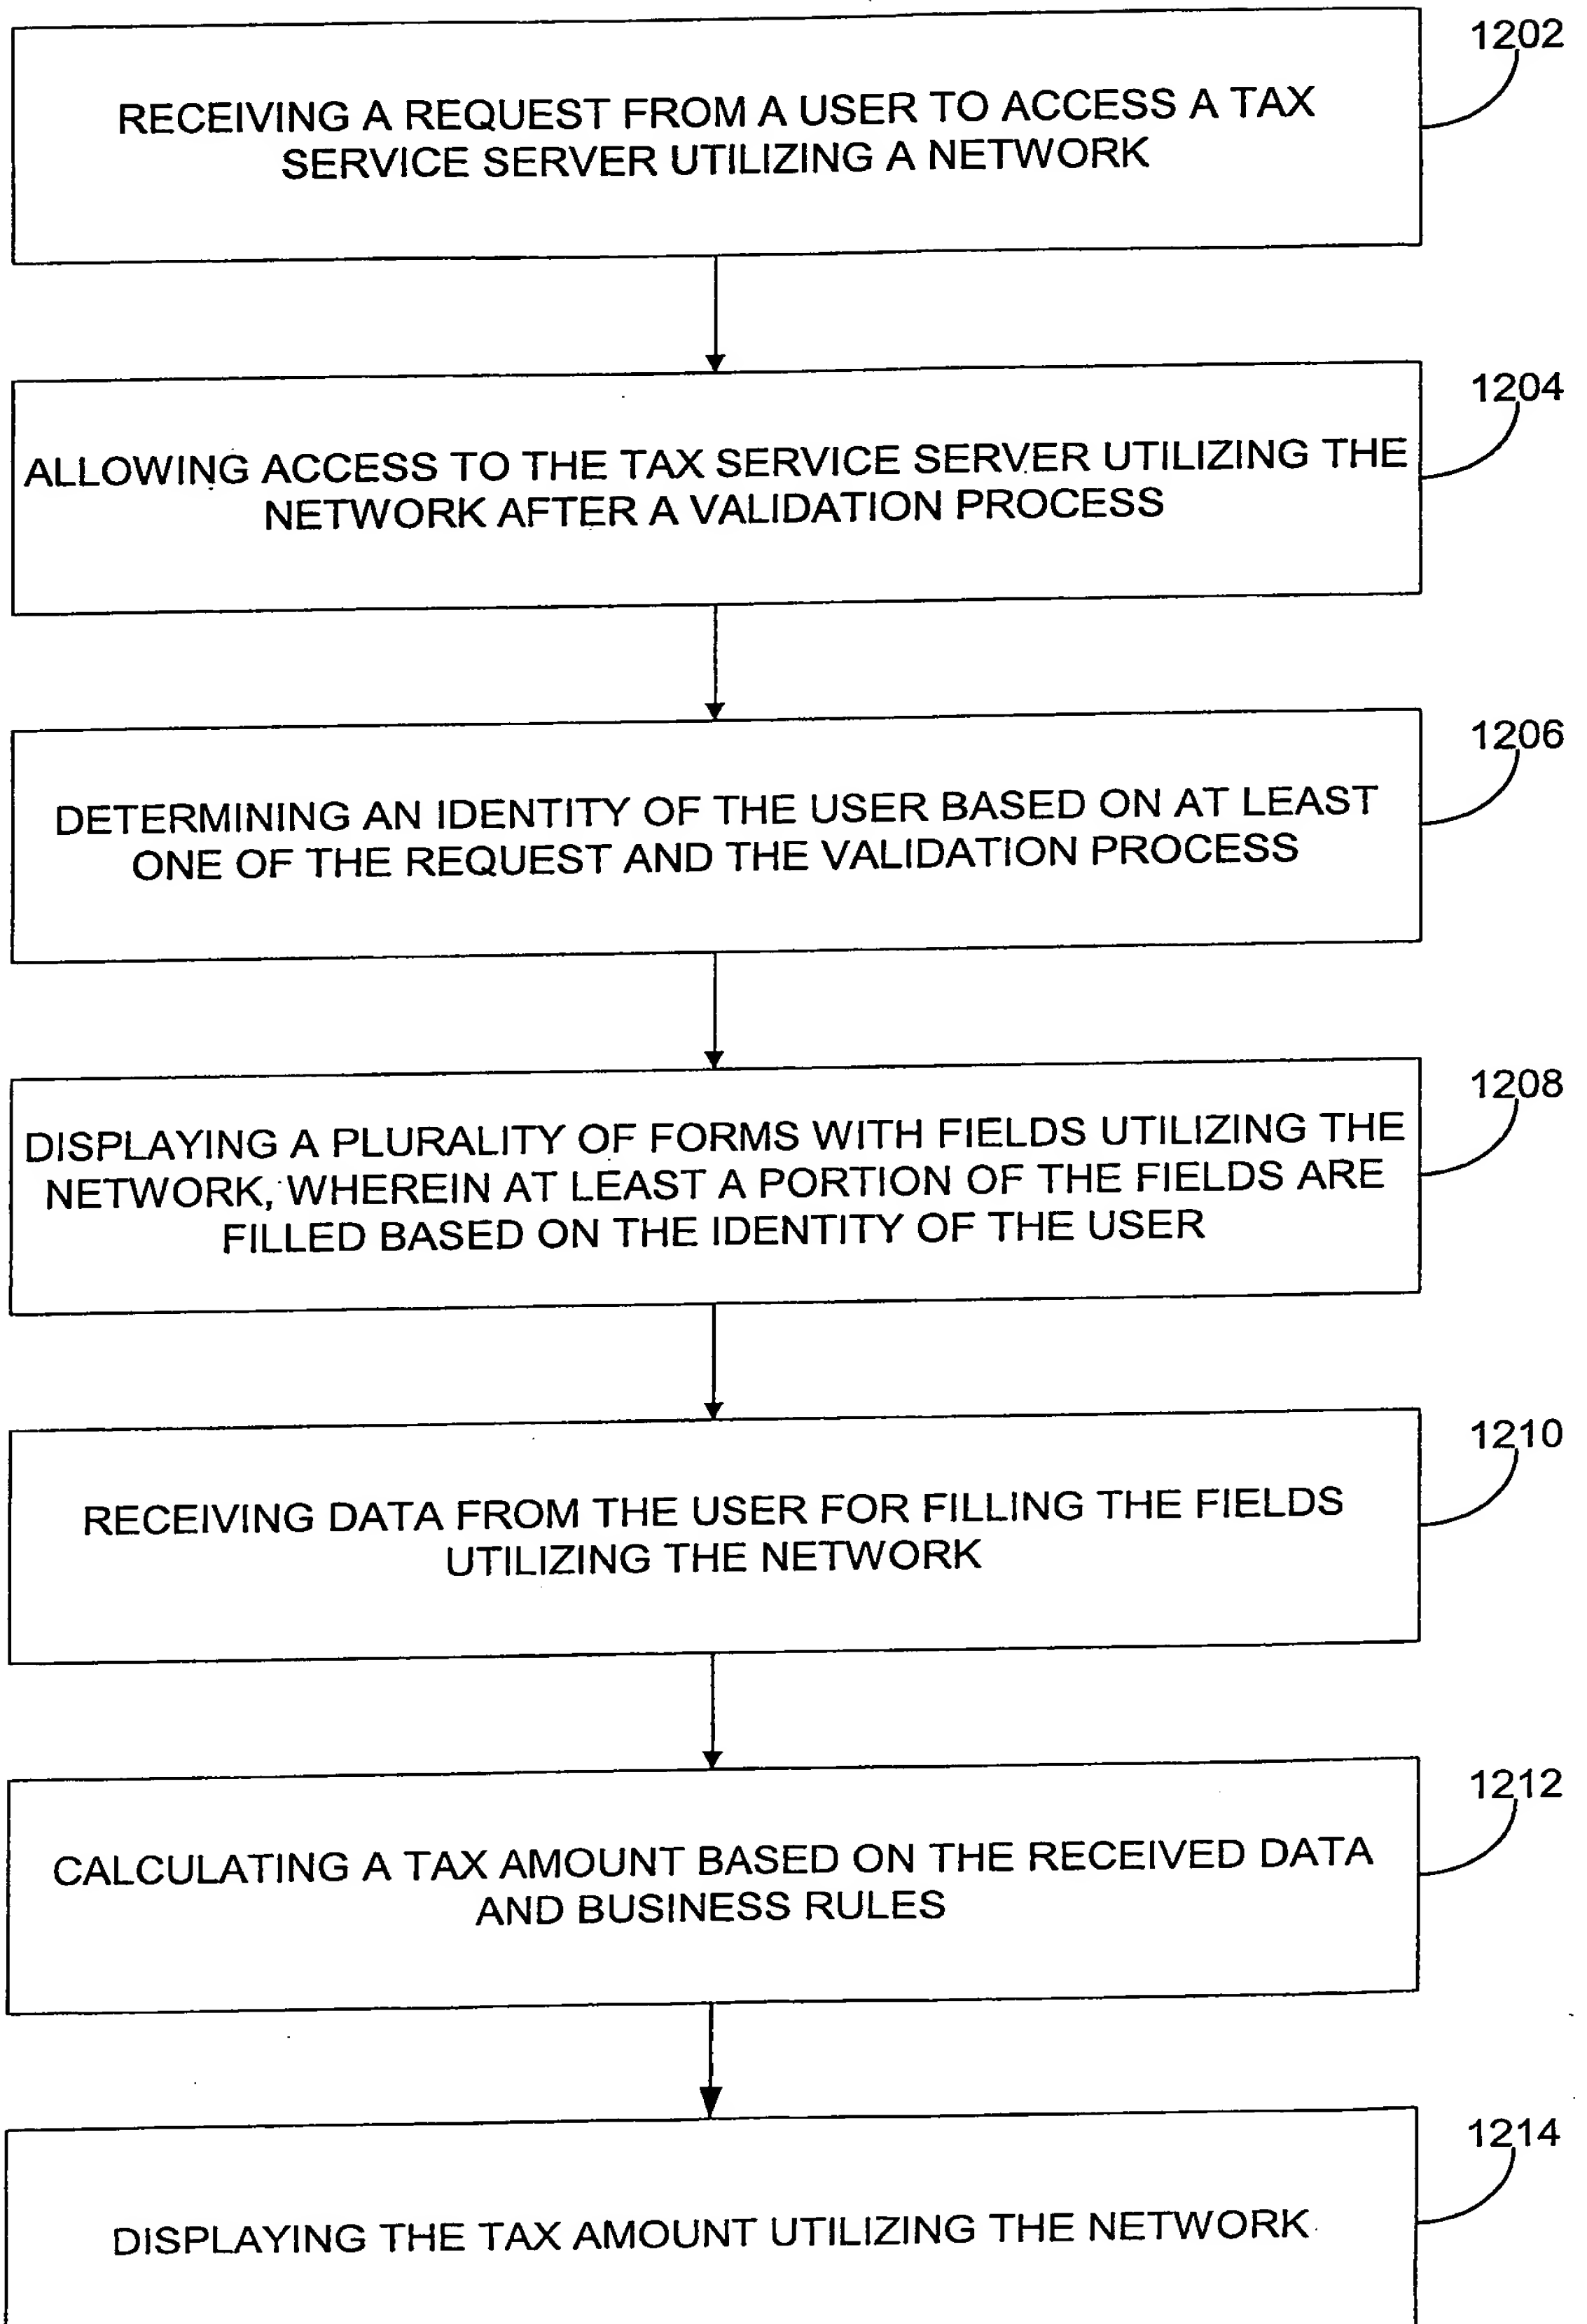 1202
RECEIVING A REQUEST FROM A USER TO ACCESS A TAX
SERVICE SERVER UTILIZING A NETWORK
1204
ALLOWING ACCESS TO THE TAX SERVICE SERVER UTILIZING THE
NETWORK AFTER A VALIDATION PROCESS
1206
DETERMINING AN IDENTITY OF THE USER BASED ON AT LEAST
ONE OF THE REQUEST AND THE VALIDATION PROCESS
1208
DISPLAYING A PLURALITY OF FORMS WITH FIELDS UTILIZING THE
NETWORK, WHEREIN AT LEAST A PORTION OF THE FIELDS ARE
FILLED BASED ON THE IDENTITY OF THE USER
1210
RECEIVING DATA FROM THE USER FOR FILLING THE FIELDS
UTILIZING THE NETWORK
1212
CALCULATING A TAX AMOUNT BASED ON THE RECEIVED DATA
AND BUSINESS RULES
1214
DISPLAYING THE TAX AMOUNT UTILIZING THE NETWORK